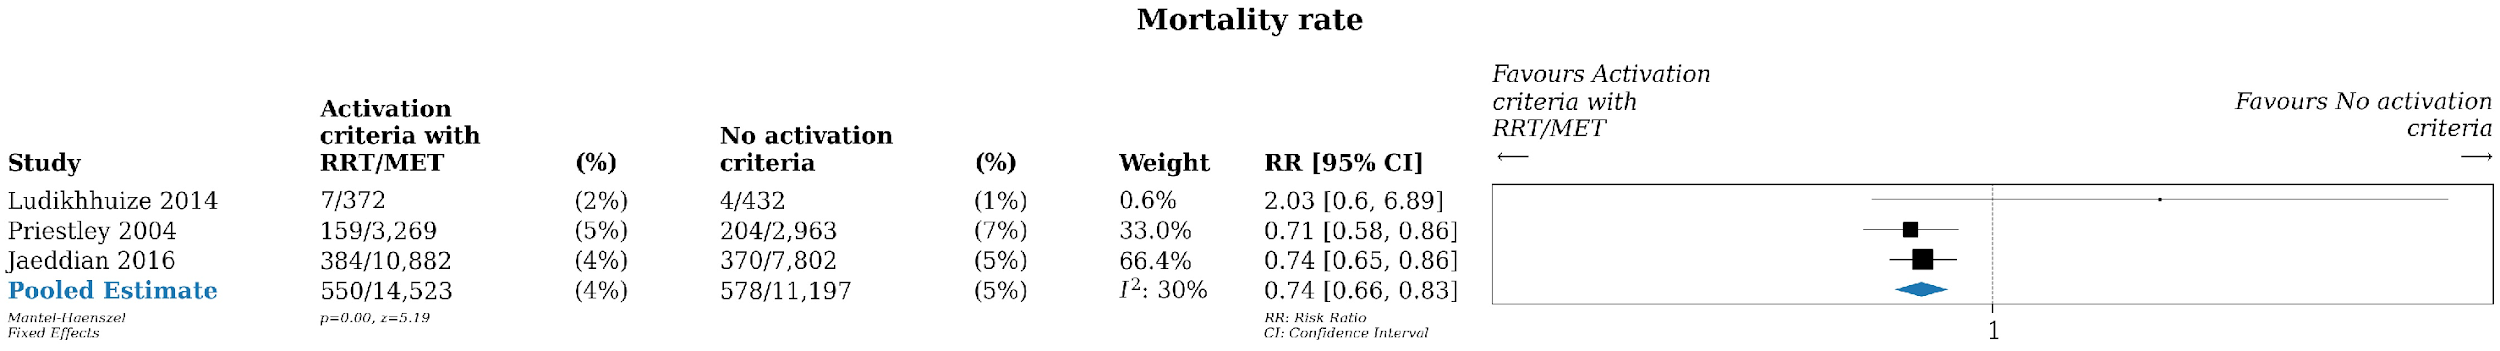 Mortality rate
Favours Activation
criteria with
RRT/MET
Favours No activation
criteria
← →
Study Activation criteria with RRT/MET (%) No activation criteria (%) Weight RR [95% CI]
Ludikhhuize 2014 7/372 (2%) 4/432 (1%) 0.6% 2.03 [0.6, 6.89]
Priestley 2004 159/3,269 (5%) 204/2,963 (7%) 33.0% 0.71 [0.58, 0.86]
Jaeddian 2016 384/10,882 (4%) 370/7,802 (5%) 66.4% 0.74 [0.65, 0.86]
Pooled Estimate 550/14,523 (4%) 578/11,197 (5%) I²: 30% 0.74 [0.66, 0.83]
Mantel-Haenszel p=0.00, z=5.19 RR: Risk Ratio
Fixed Effects CI: Confidence Interval
1